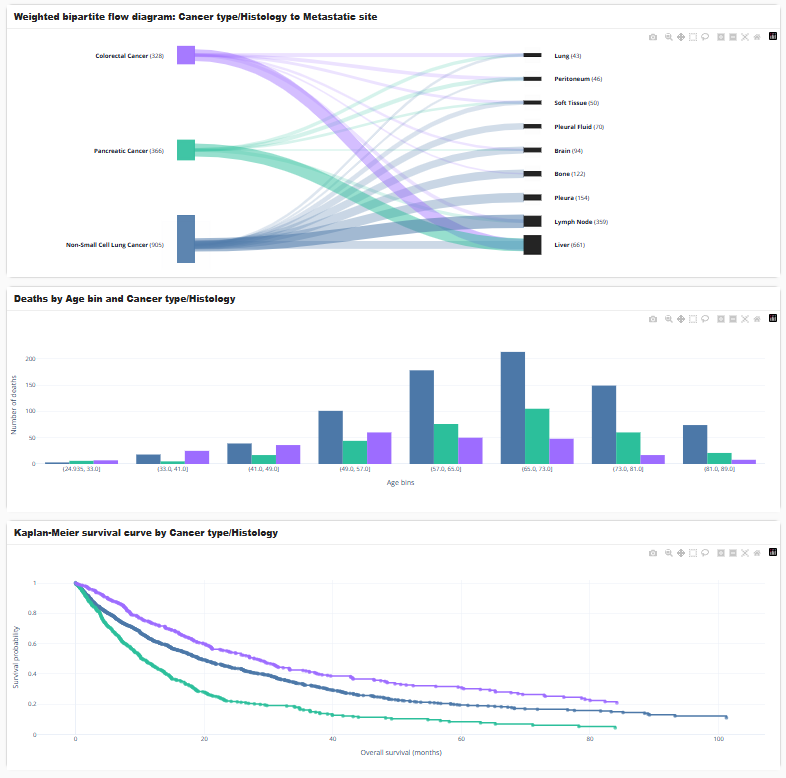 Weighted bipartite flow diagram: Cancer type/Histology to Metastatic site
Colorectal Cancer (328)
Pancreatic Cancer (366)
Non-Small Cell Lung Cancer (905)
Lung (43)
Peritoneum (46)
Soft Tissue (50)
Pleural Fluid (70)
Brain (94)
Bone (122)
Pleura (154)
Lymph Node (359)
Liver (661)
Deaths by Age bin and Cancer type/Histology
Number of deaths
200
150
100
50
0
(24.935, 33.0] (33.0, 41.0] (41.0, 49.0] (49.0, 57.0] (57.0, 65.0] (65.0, 73.0] (73.0, 81.0] (81.0, 89.0]
Age bins
Kaplan-Meier survival curve by Cancer type/Histology
Survival probability
1
0.8
0.6
0.4
0.2
0
0 20 40 60 80 100
Overall survival (months)